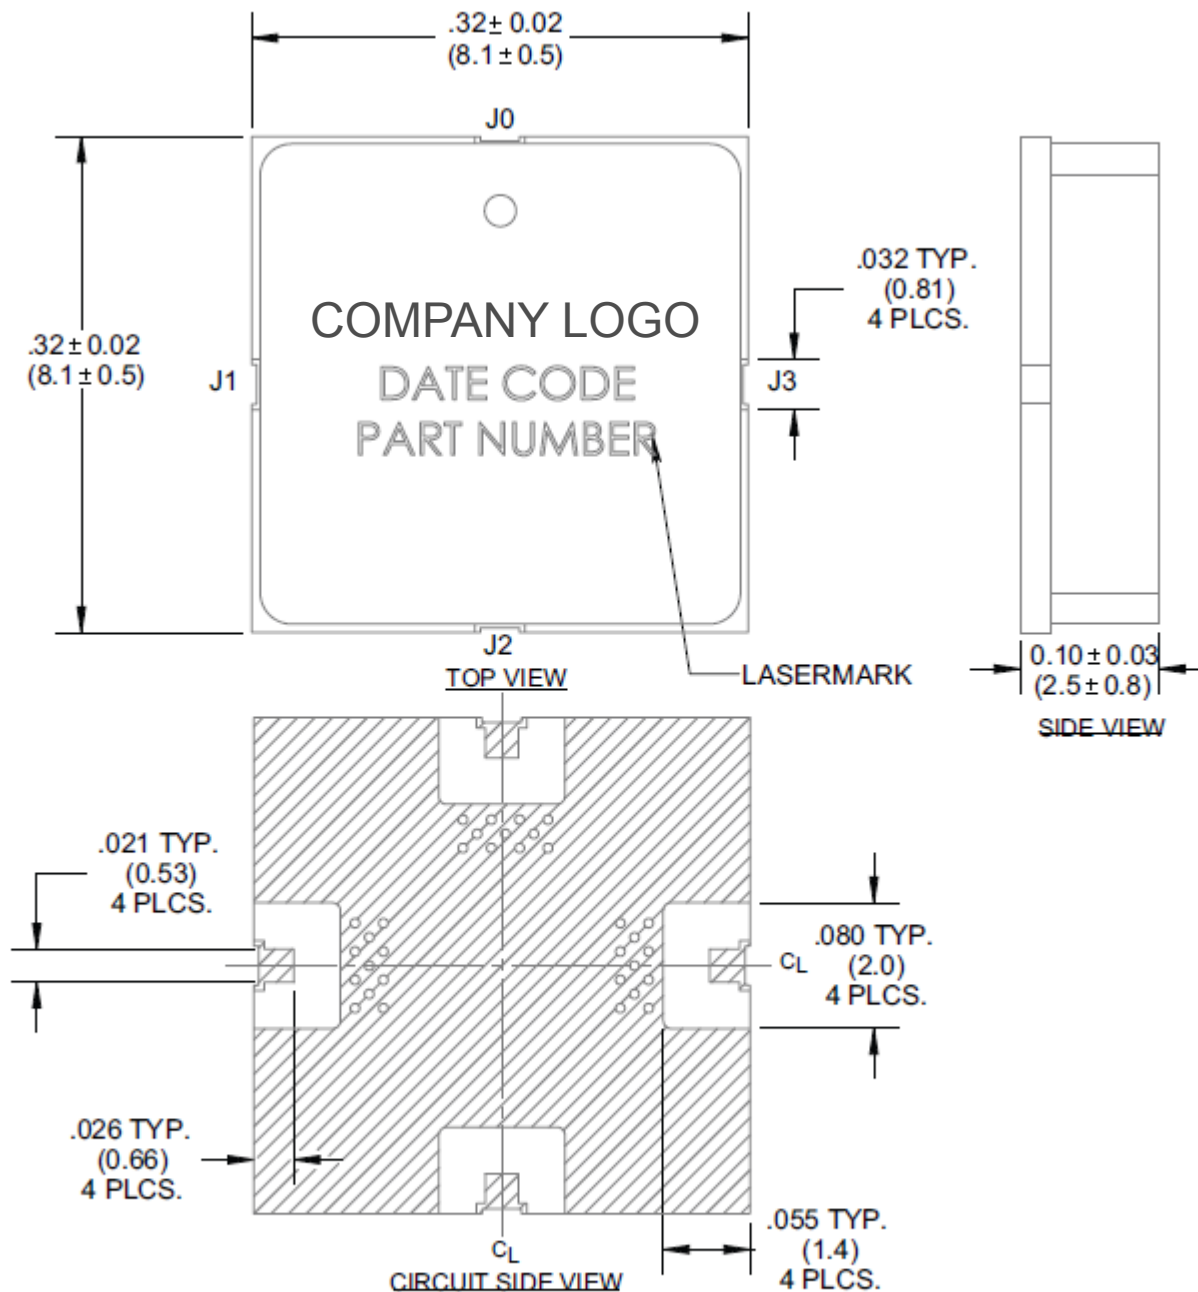 .32± 0.02
(8.1 ± 0.5)
J0
.32 ± 0.02
(8.1 ± 0.5)
J1
COMPANY LOGO
DATE CODE
PART NUMBER
J3
.032 TYP.
(0.81)
4 PLCS.
J2
TOP VIEW
LASERMARK
0.10 ± 0.03
(2.5 ± 0.8)
SIDE VIEW
.021 TYP.
(0.53)
4 PLCS.
CL
.080 TYP.
(2.0)
4 PLCS.
.026 TYP.
(0.66)
4 PLCS.
CL
CIRCUIT SIDE VIEW
.055 TYP.
(1.4)
4 PLCS.